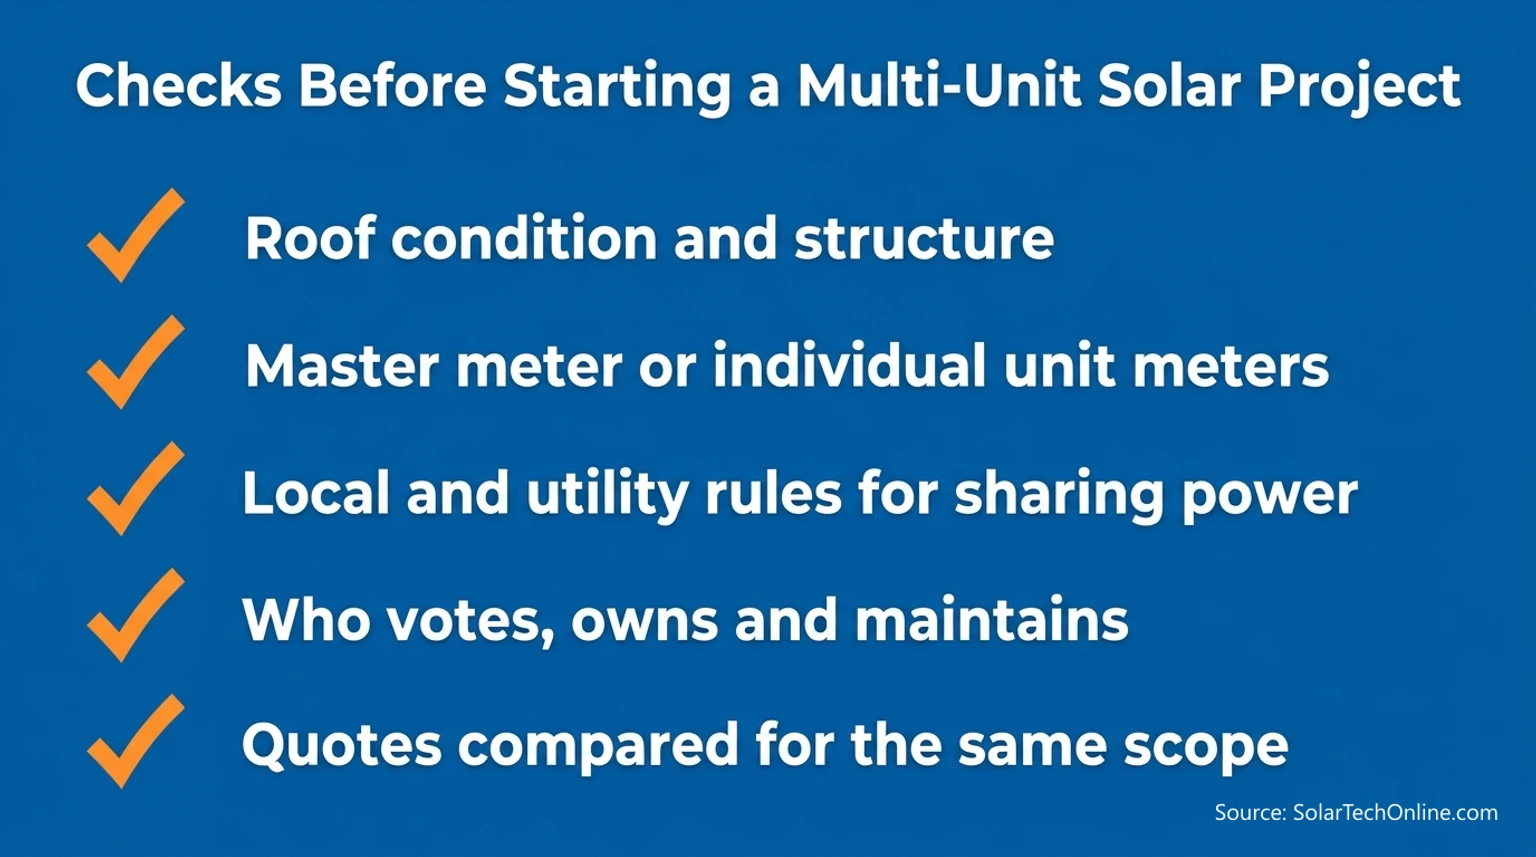 Checks Before Starting a Multi-Unit Solar Project
Roof condition and structure
Master meter or individual unit meters
Local and utility rules for sharing power
Who votes, owns and maintains
Quotes compared for the same scope
Source: SolarTechOnline.com